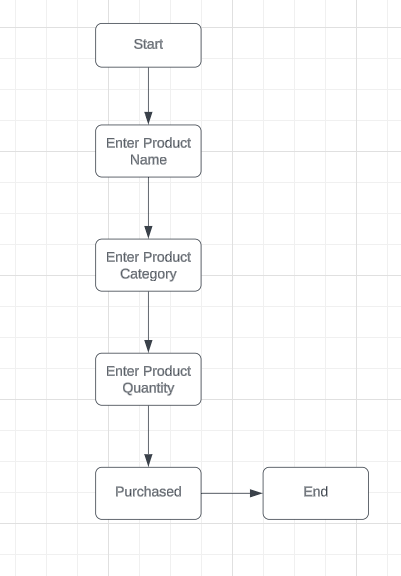 Start
Enter Product
Name
Enter Product
Category
Enter Product
Quantity
Purchased
End